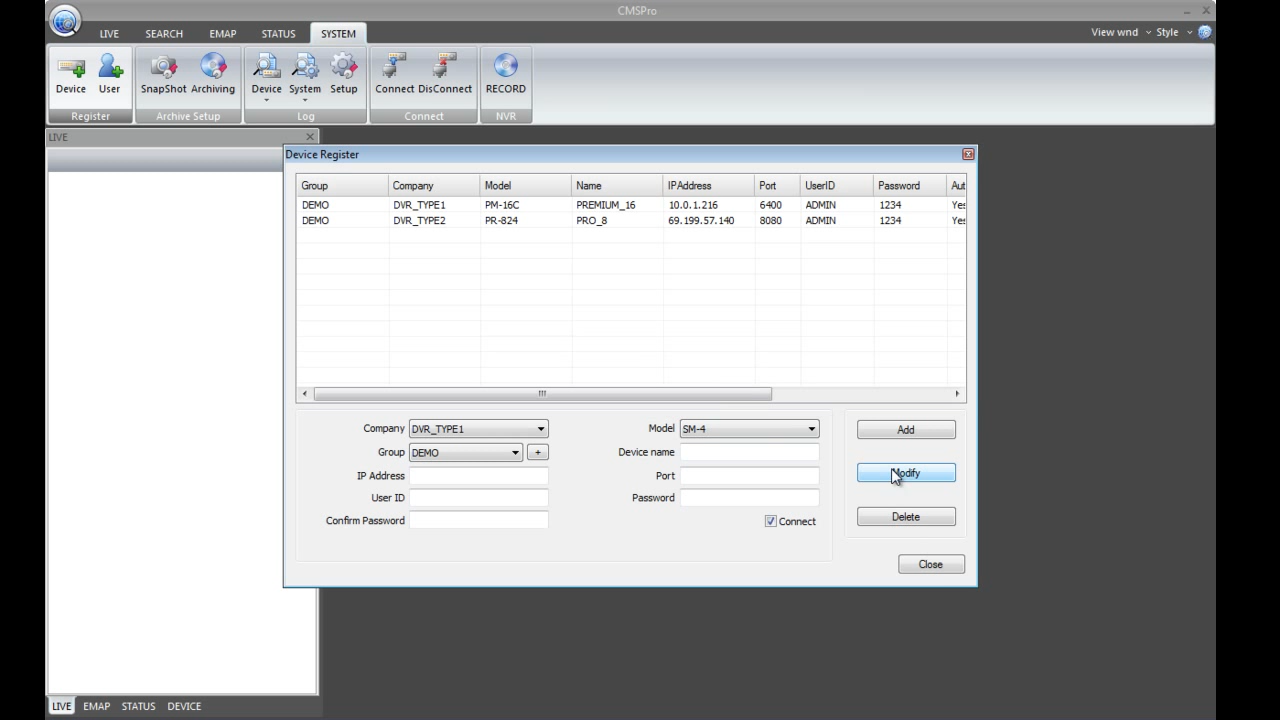 CMSPro
LIVE SEARCH EMAP STATUS SYSTEM View wnd Style
Device User SnapShot Archiving Device System Setup Connect DisConnect RECORD
Register Archive Setup Log Connect NVR
LIVE
Device Register
Group Company Model Name IPAddress Port UserID Password Aut
DEMO DVR_TYPE1 PM-16C PREMIUM_16 10.0.1.216 6400 ADMIN 1234 Yes
DEMO DVR_TYPE2 PR-824 PRO_8 69.199.57.140 8080 ADMIN 1234 Yes
Company DVR_TYPE1 Model SM-4 Add
Group DEMO + Device name
IP Address Port Modify
User ID Password
Confirm Password Connect Delete
Close
LIVE EMAP STATUS DEVICE